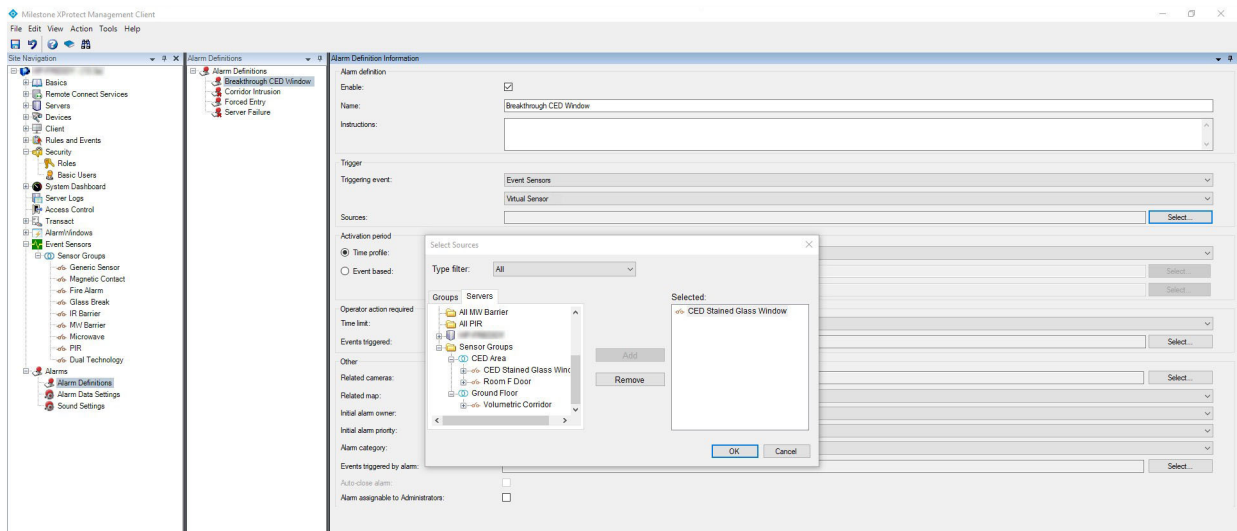 Milestone XProtect Management Client
File Edit View Action Tools Help
Site Navigation
Basics
Remote Connect Services
Servers
Devices
Client
Rules and Events
Security
Roles
Basic Users
System Dashboard
Server Logs
Access Control
Transact
AlarmWindows
Event Sensors
Sensor Groups
Generic Sensor
Magnetic Contact
Fire Alarm
Glass Break
IR Barrier
MW Barrier
Microwave
PIR
Dual Technology
Alarms
Alarm Definitions
Alarm Data Settings
Sound Settings
Alarm Definitions
Alarm Definitions
Breakthrough CED Window
Corridor Intrusion
Forced Entry
Server Failure
Alarm Definition Information
Alarm definition
Enable:
Name: Breakthrough CED Window
Instructions:
Trigger
Triggering event: Event Sensors
Virtual Sensor
Sources: Select...
Activation period
Time profile:
Event based: Select...
Select...
Operator action required
Time limit:
Events triggered: Select...
Other
Related cameras: Select...
Related map:
Initial alarm owner:
Initial alarm priority:
Alarm category:
Events triggered by alarm: Select...
Auto-close alarm:
Alarm assignable to Administrators:
Select Sources
Type filter: All
Groups Servers
All MW Barrier
All PIR
Sensor Groups
CED Area
CED Stained Glass Wind
Room F Door
Ground Floor
Volumetric Corridor
Add
Remove
Selected:
CED Stained Glass Window
OK Cancel